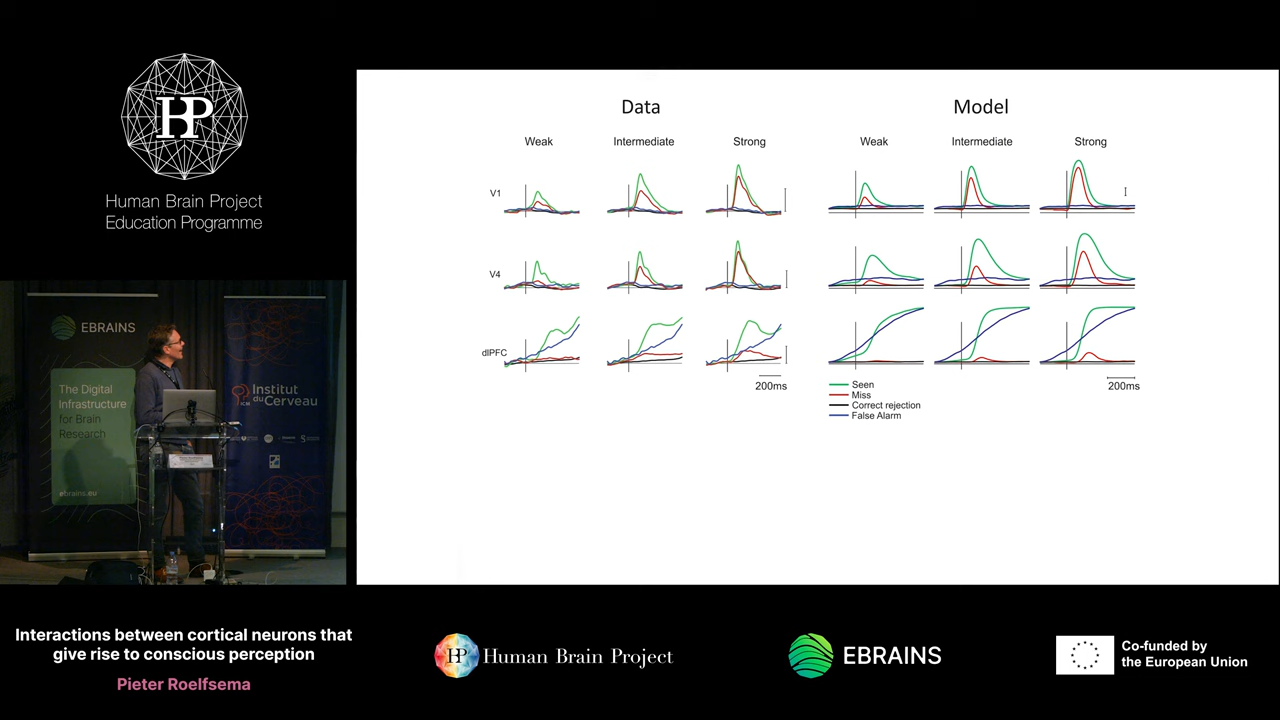 HP
Human Brain Project
Education Programme
EBRAINS
The Digital
Infrastructure
for Brain
Research
ebrains.eu
Institut
du Cerveau
ICM
Data
Model
Weak
Intermediate
Strong
Weak
Intermediate
Strong
V1
V4
dlPFC
200ms
200ms
Seen
Miss
Correct rejection
False Alarm
Interactions between cortical neurons that
give rise to conscious perception
Pieter Roelfsema
HP Human Brain Project
EBRAINS
Co-funded by
the European Union